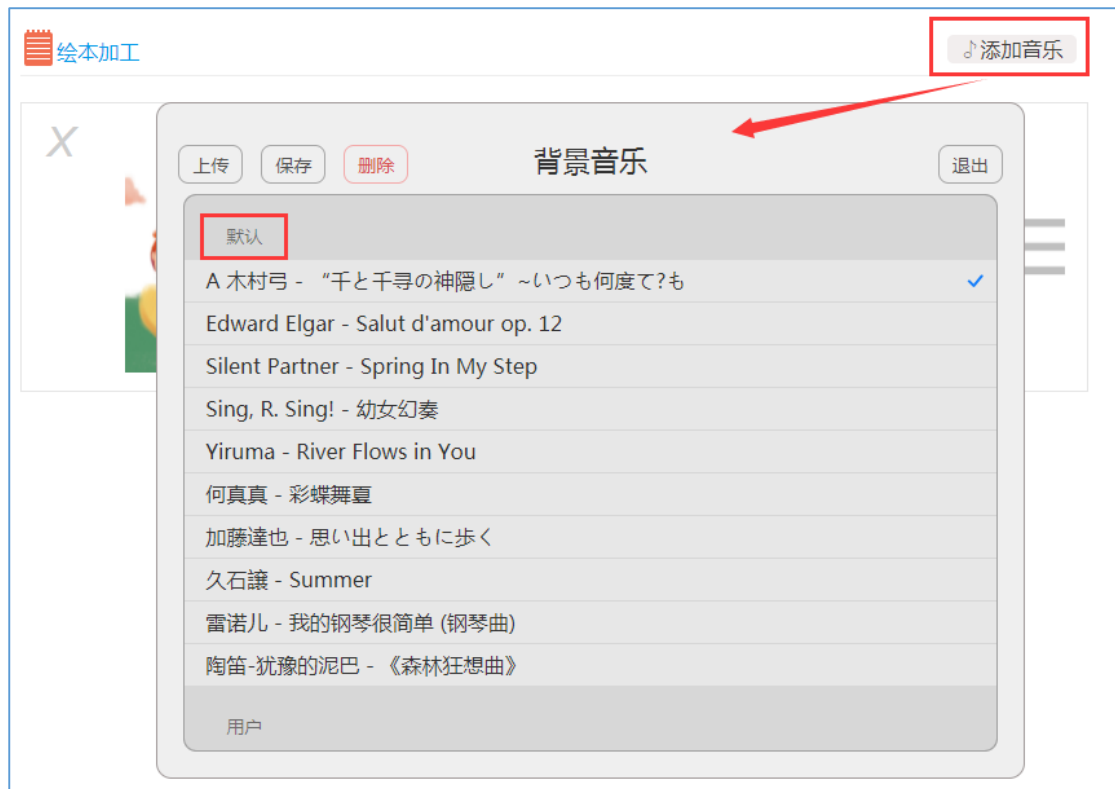 绘本加工
♪添加音乐
X
上传 保存 删除 背景音乐 退出
默认
A 木村弓 - “千と千寻の神隠し”~いつも何度て?も
Edward Elgar - Salut d'amour op. 12
Silent Partner - Spring In My Step
Sing, R. Sing! - 幼女幻奏
Yiruma - River Flows in You
何真真 - 彩蝶舞夏
加藤達也 - 思い出とともに歩く
久石譲 - Summer
雷诺儿 - 我的钢琴很简单 (钢琴曲)
陶笛-犹豫的泥巴 - 《森林狂想曲》
用户